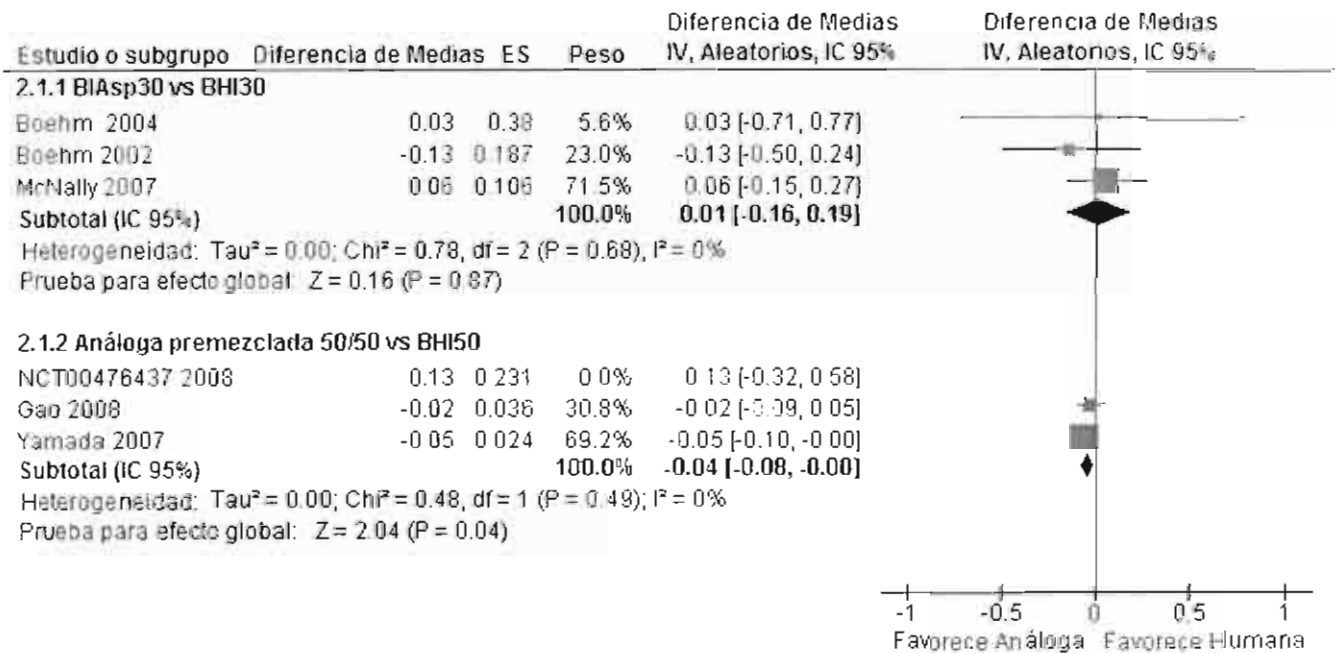 Diferencia de Medias Diferencia de Medias
Estudio o subgrupo Diferencia de Medias ES Peso IV, Aleatorios, IC 95% IV, Aleatorios, IC 95%
2.1.1 BIAsp30 vs BHI30
Boehm 2004 0.03 0.38 5.6% 0.03 [-0.71, 0.77]
Boehm 2002 -0.13 0.187 23.0% -0.13 [-0.50, 0.24]
McNally 2007 0.06 0.106 71.5% 0.06 [-0.15, 0.27]
Subtotal (IC 95%) 100.0% 0.01 [-0.16, 0.19]
Heterogeneidad: Tau² = 0.00; Chi² = 0.78, df = 2 (P = 0.68); I² = 0%
Prueba para efecto global: Z = 0.16 (P = 0.87)
2.1.2 Análoga premezclada 50/50 vs BHI50
NCT00476437 2008 0.13 0.231 0.0% 0.13 [-0.32, 0.58]
Gao 2008 -0.02 0.036 30.8% -0.02 [-0.09, 0.05]
Yamada 2007 -0.05 0.024 69.2% -0.05 [-0.10, -0.00]
Subtotal (IC 95%) 100.0% -0.04 [-0.08, -0.00]
Heterogeneidad: Tau² = 0.00; Chi² = 0.48, df = 1 (P = 0.49); I² = 0%
Prueba para efecto global: Z = 2.04 (P = 0.04)
-1 -0.5 0 0.5 1
Favorece Análoga Favorece Humana